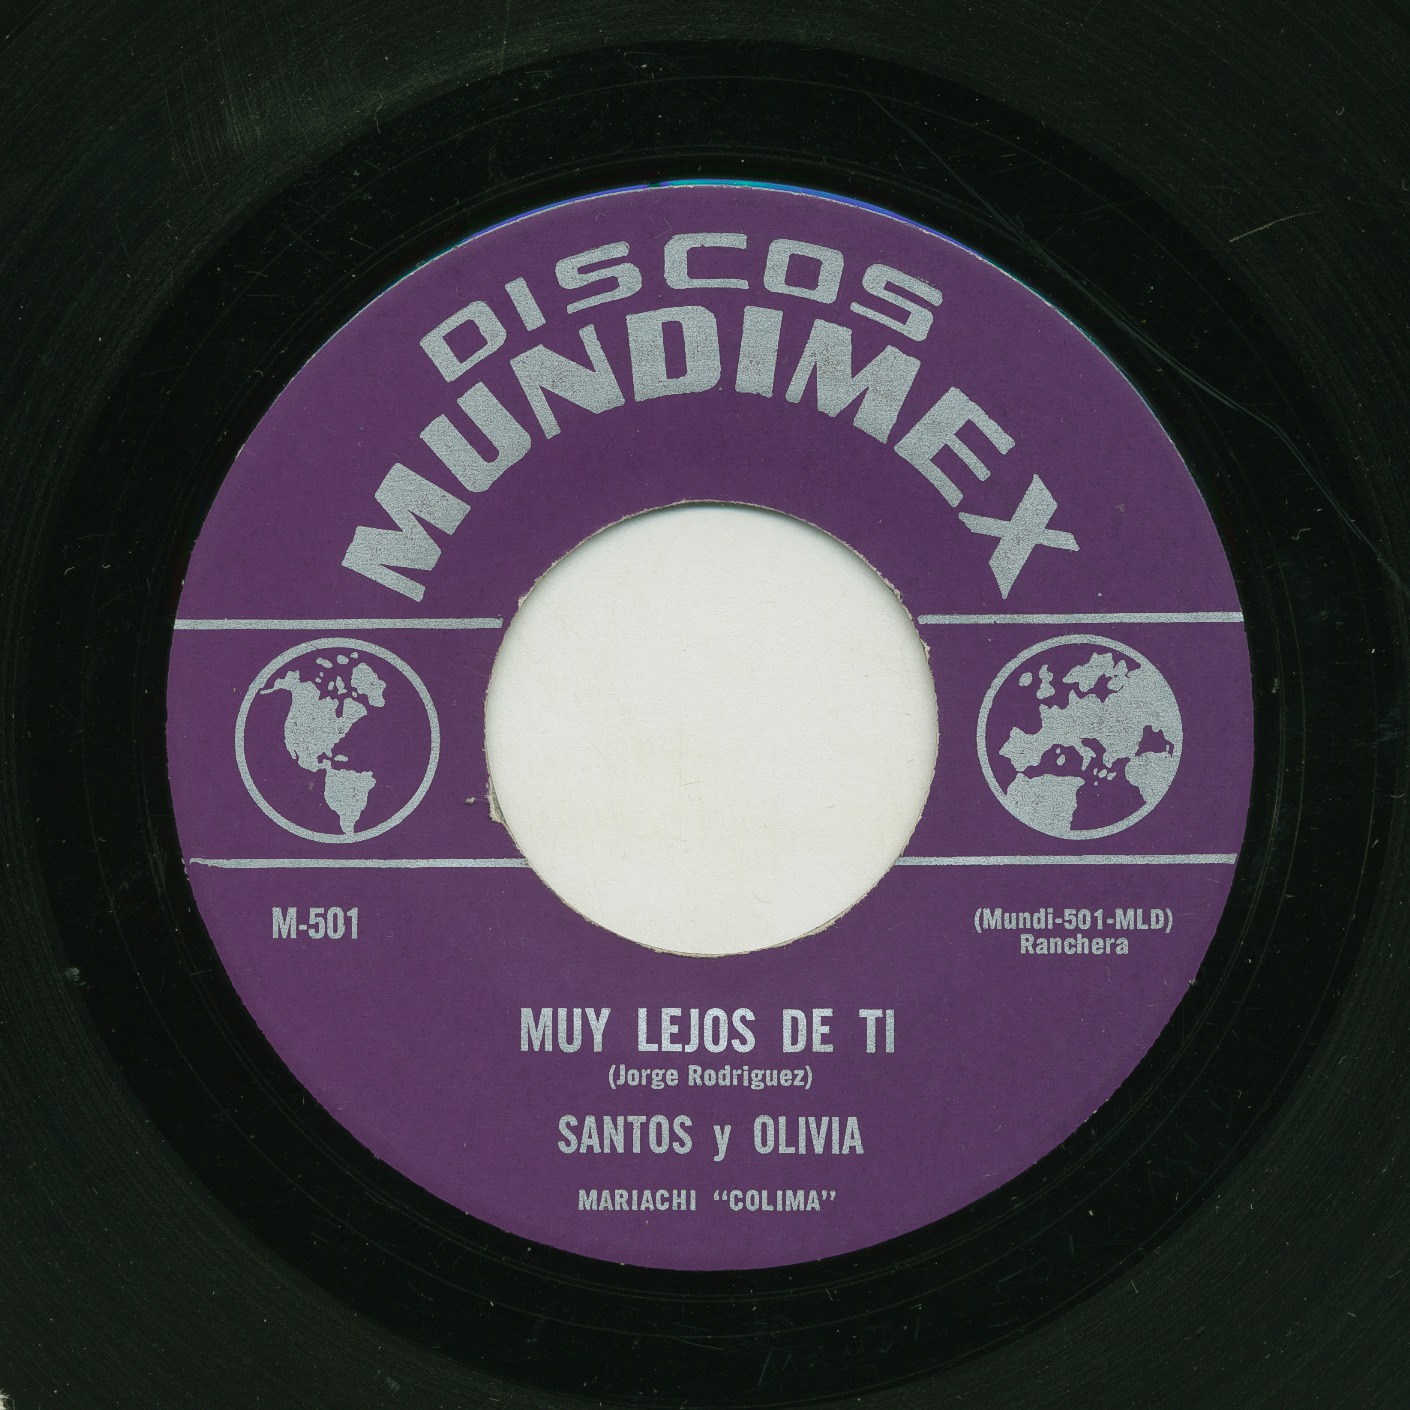 DISCOS
MUNDIMEX
M-501
(Mundi-501-MLD)
Ranchera
MUY LEJOS DE TI
(Jorge Rodriguez)
SANTOS y OLIVIA
MARIACHI “COLIMA”